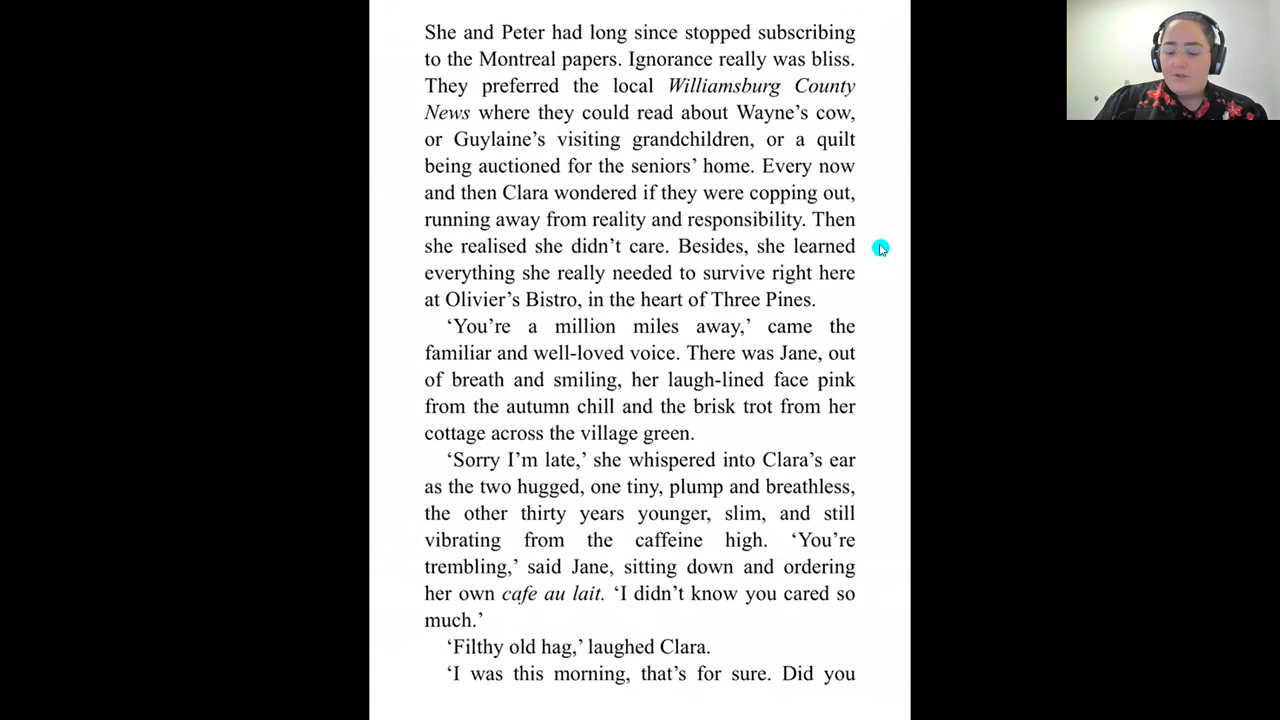 She and Peter had long since stopped subscribing
to the Montreal papers. Ignorance really was bliss.
They preferred the local Williamsburg County
News where they could read about Wayne’s cow,
or Guylaine’s visiting grandchildren, or a quilt
being auctioned for the seniors’ home. Every now
and then Clara wondered if they were copping out,
running away from reality and responsibility. Then
she realised she didn’t care. Besides, she learned
everything she really needed to survive right here
at Olivier’s Bistro, in the heart of Three Pines.
‘You’re a million miles away,’ came the
familiar and well-loved voice. There was Jane, out
of breath and smiling, her laugh-lined face pink
from the autumn chill and the brisk trot from her
cottage across the village green.
‘Sorry I’m late,’ she whispered into Clara’s ear
as the two hugged, one tiny, plump and breathless,
the other thirty years younger, slim, and still
vibrating from the caffeine high. ‘You’re
trembling,’ said Jane, sitting down and ordering
her own cafe au lait. ‘I didn’t know you cared so
much.’
‘Filthy old hag,’ laughed Clara.
‘I was this morning, that’s for sure. Did you